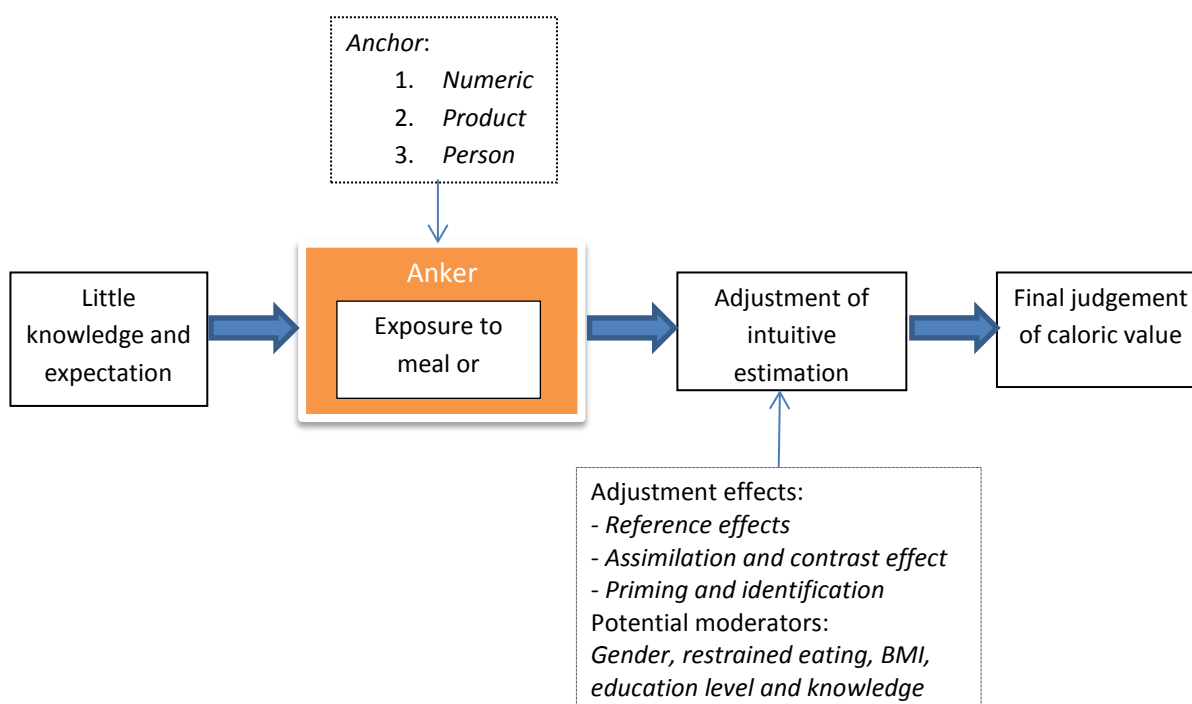 Anchor:
1. Numeric
2. Product
3. Person
Little
knowledge and
expectation
Anker
Exposure to
meal or
Adjustment of
intuitive
estimation
Final judgement
of caloric value
Adjustment effects:
- Reference effects
- Assimilation and contrast effect
- Priming and identification
Potential moderators:
Gender, restrained eating, BMI,
education level and knowledge